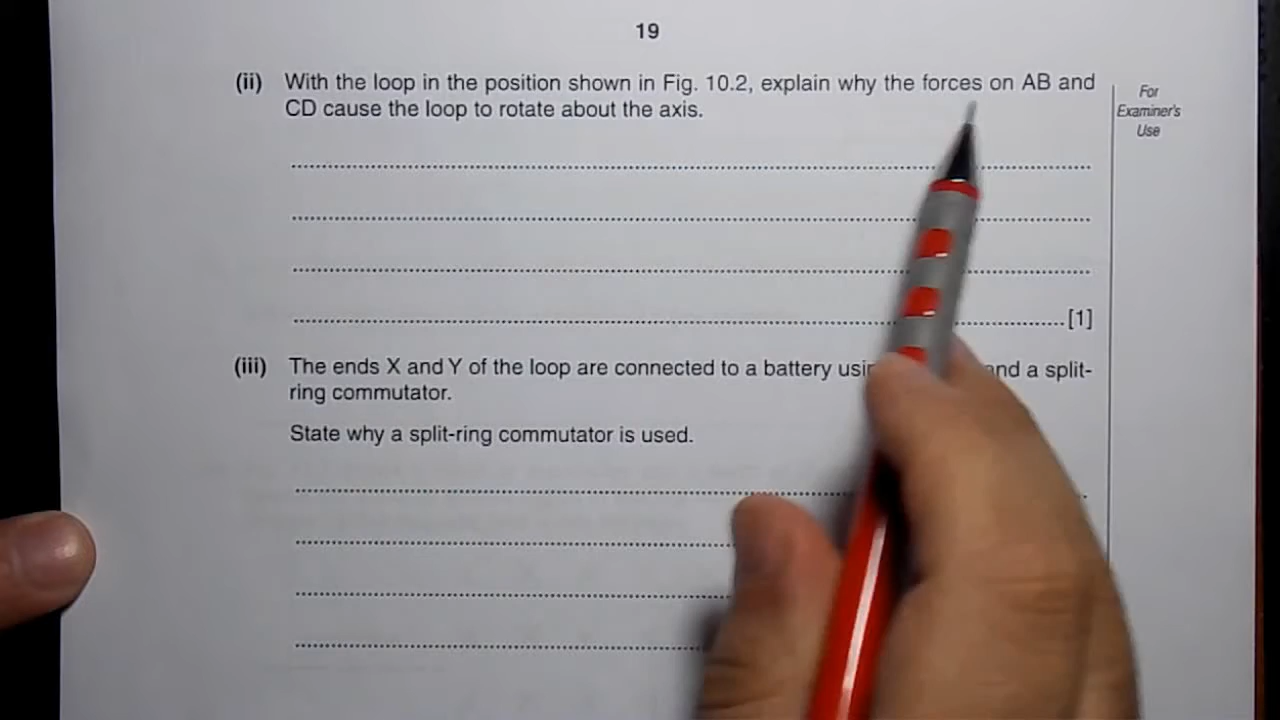 19
(ii) With the loop in the position shown in Fig. 10.2, explain why the forces on AB and
CD cause the loop to rotate about the axis.
For
Examiner's
Use
[1]
(iii) The ends X and Y of the loop are connected to a battery and a split-
ring commutator.
State why a split-ring commutator is used.